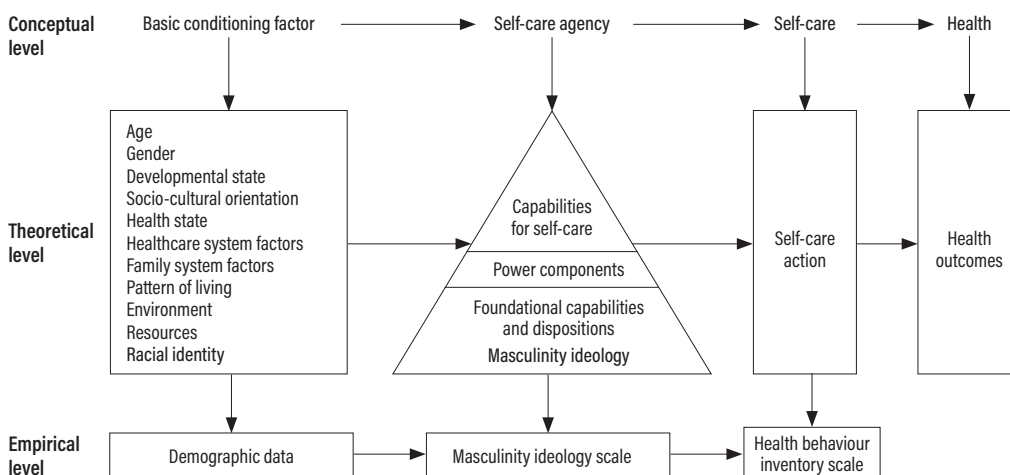 Conceptual level
Basic conditioning factor
Self-care agency
Self-care
Health
Theoretical level
Age
Gender
Developmental state
Socio-cultural orientation
Health state
Healthcare system factors
Family system factors
Pattern of living
Environment
Resources
Racial identity
Capabilities
for self-care
Power components
Foundational capabilities
and dispositions
Masculinity ideology
Self-care
action
Health
outcomes
Empirical level
Demographic data
Masculinity ideology scale
Health behaviour
inventory scale